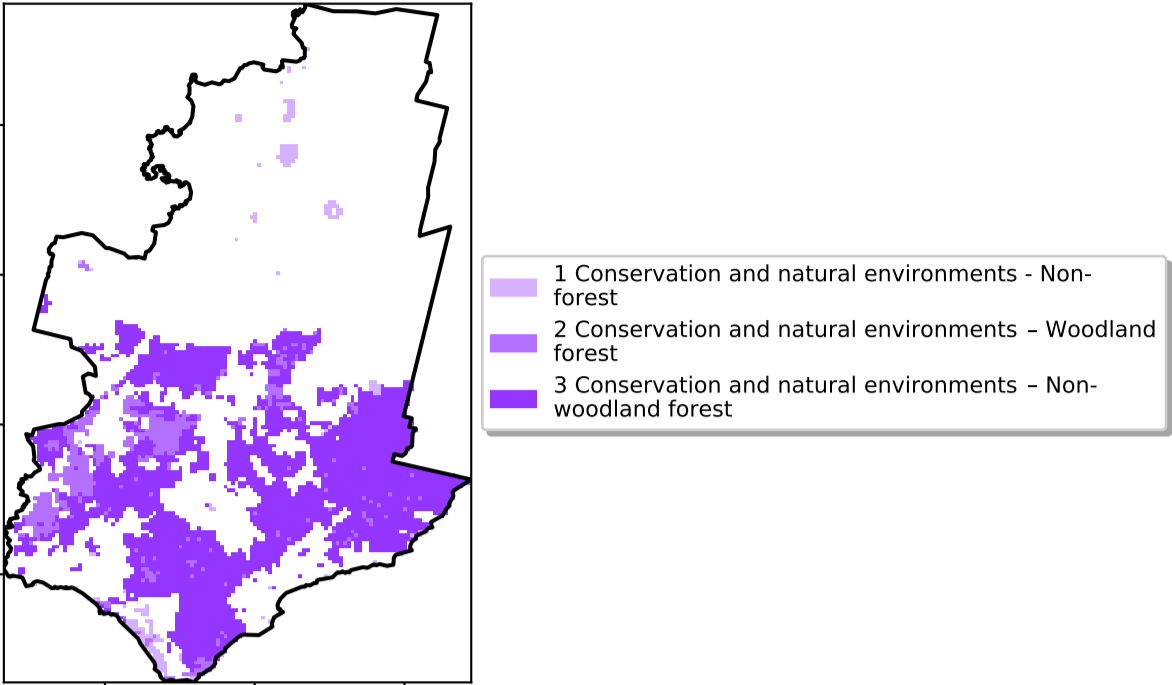 1 Conservation and natural environments - Non-
forest
2 Conservation and natural environments – Woodland
forest
3 Conservation and natural environments – Non-
woodland forest